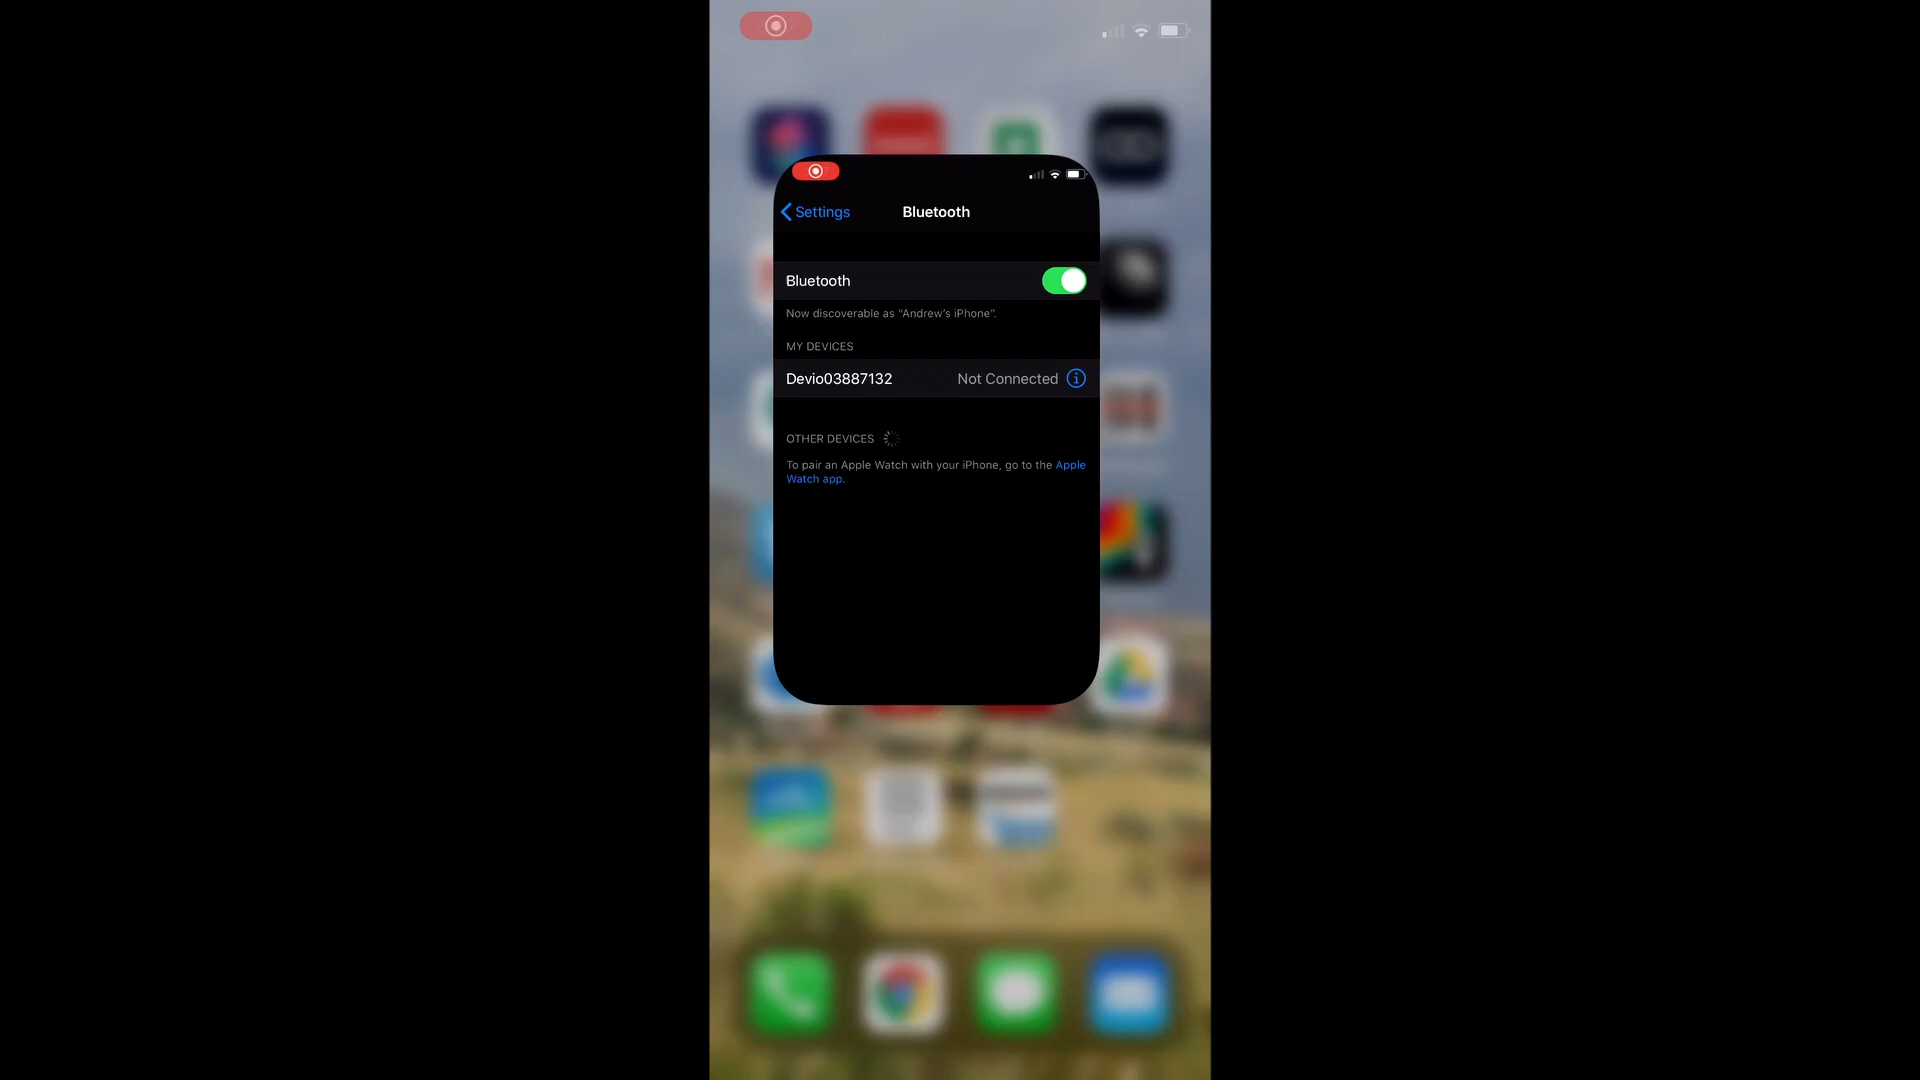 Settings
Bluetooth
Bluetooth
Now discoverable as “Andrew’s iPhone”.
MY DEVICES
Devio03887132 Not Connected
OTHER DEVICES
To pair an Apple Watch with your iPhone, go to the Apple
Watch app.